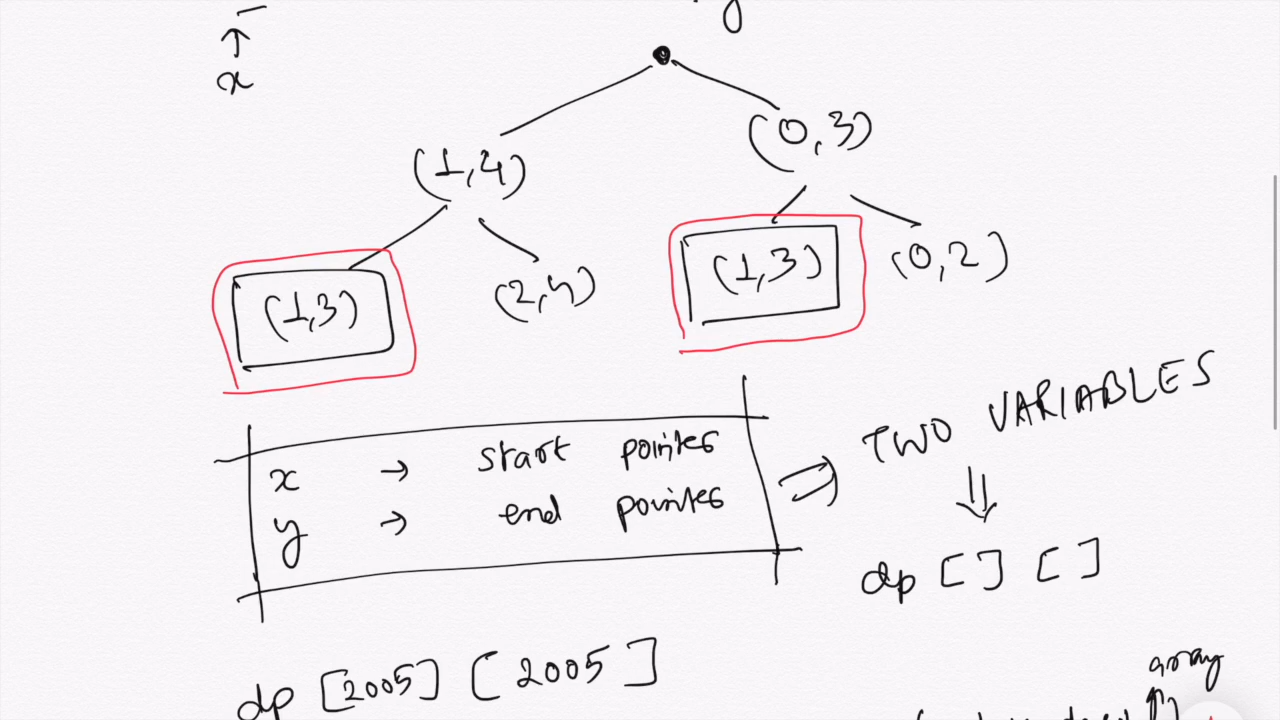 y
↑
x
(1,4) (0,3)
(1,3) (2,4) (1,3) (0,2)
x → start pointer
y → end pointer
⇒ TWO VARIABLES
⇓
dp [ ] [ ]
dp [2005] [2005]
array